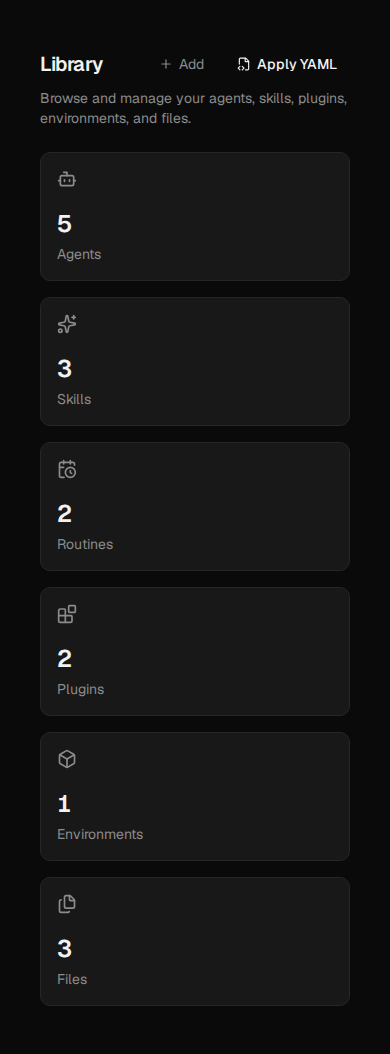 Library
Add
Apply YAML
Browse and manage your agents, skills, plugins,
environments, and files.
5
Agents
3
Skills
2
Routines
2
Plugins
1
Environments
3
Files